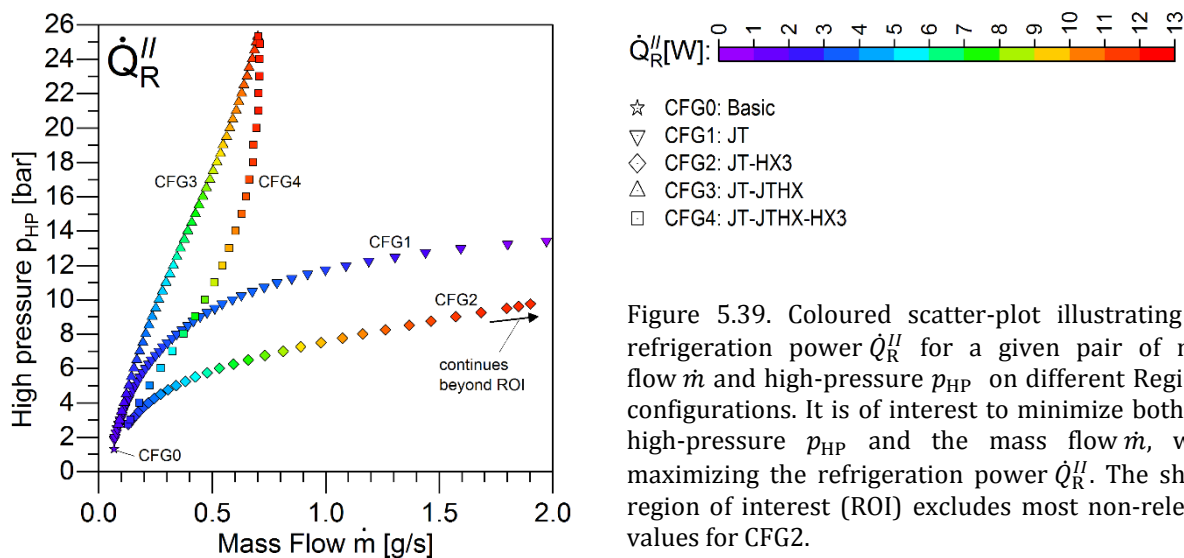 Q̇_R^II
High pressure p_HP [bar]
26
24
22
20
18
16
14
12
10
8
6
4
2
0
CFG3
CFG4
CFG1
CFG2
continues
beyond ROI
CFG0
0.0 0.5 1.0 1.5 2.0
Mass Flow ṁ [g/s]
Q̇_R^II[W]:
0 1 2 3 4 5 6 7 8 9 10 11 12 13
CFG0: Basic
CFG1: JT
CFG2: JT-HX3
CFG3: JT-JTHX
CFG4: JT-JTHX-HX3
Figure 5.39. Coloured scatter-plot illustrating
refrigeration power Q̇_R^II for a given pair of
flow ṁ and high-pressure p_HP on different
configurations. It is of interest to minimize both
high-pressure p_HP and the mass flow ṁ,
maximizing the refrigeration power Q̇_R^II. The
region of interest (ROI) excludes most
values for CFG2.